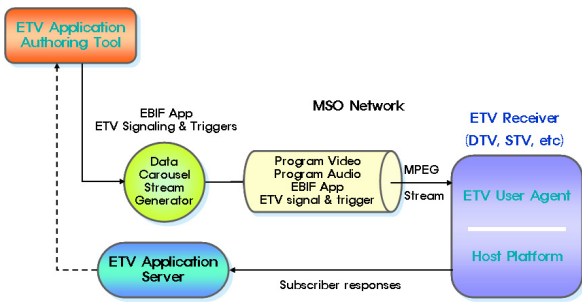 ETV Application
Authoring Tool
EBIF App
ETV Signaling & Triggers
MSO Network
ETV Receiver
(DTV, STV, etc)
Data
Carousel
Stream
Generator
Program Video
Program Audio
EBIF App
ETV signal & trigger
MPEG
Stream
ETV User Agent
Host Platform
ETV Application
Server
Subscriber responses